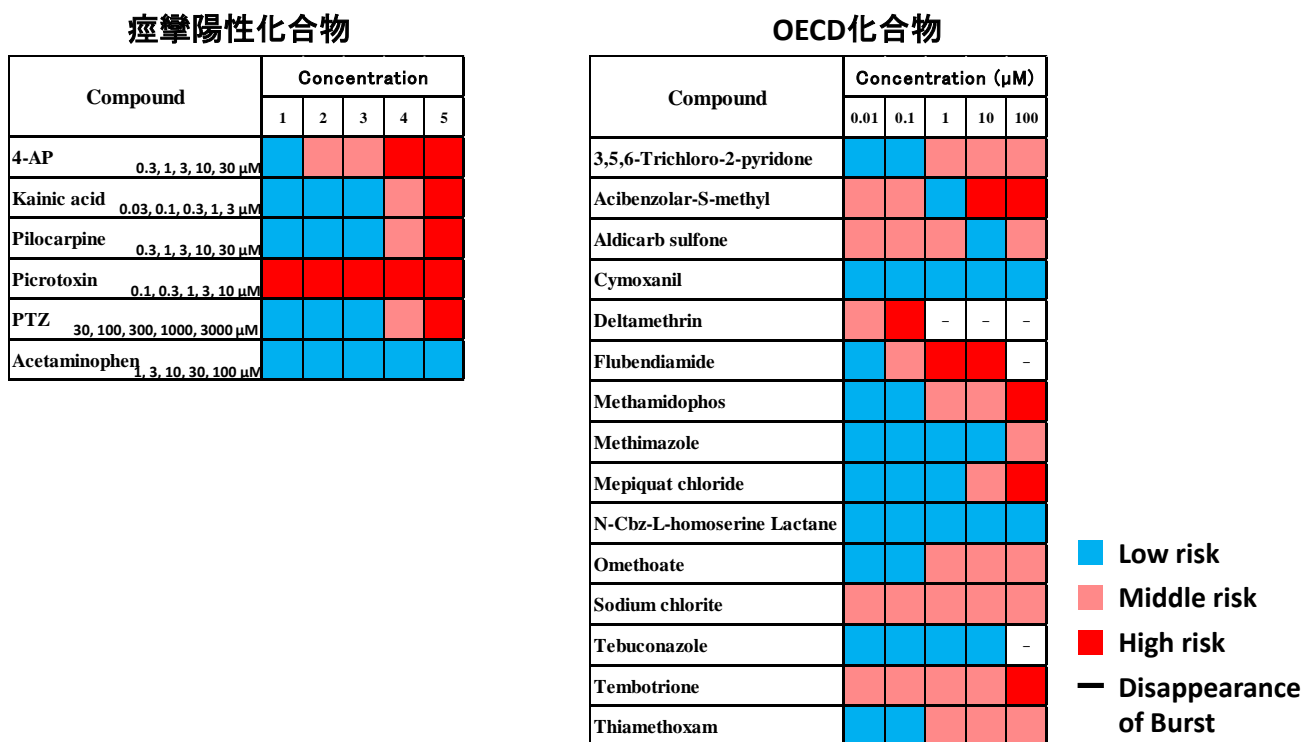 痙攣陽性化合物
Compound
Concentration
1 2 3 4 5
4-AP 0.3, 1, 3, 10, 30 μM
Kainic acid 0.03, 0.1, 0.3, 1, 3 μM
Pilocarpine 0.3, 1, 3, 10, 30 μM
Picrotoxin 0.1, 0.3, 1, 3, 10 μM
PTZ 30, 100, 300, 1000, 3000 μM
Acetaminophen 1, 3, 10, 30, 100 μM
OECD化合物
Compound
Concentration (μM)
0.01 0.1 1 10 100
3,5,6-Trichloro-2-pyridone
Acibenzolar-S-methyl
Aldicarb sulfone
Cymoxanil
Deltamethrin – – –
Flubendiamide –
Methamidophos
Methimazole
Mepiquat chloride
N-Cbz-L-homoserine Lactane
Omethoate
Sodium chlorite
Tebuconazole –
Tembotrione
Thiamethoxam
Low risk
Middle risk
High risk
Disappearance
of Burst